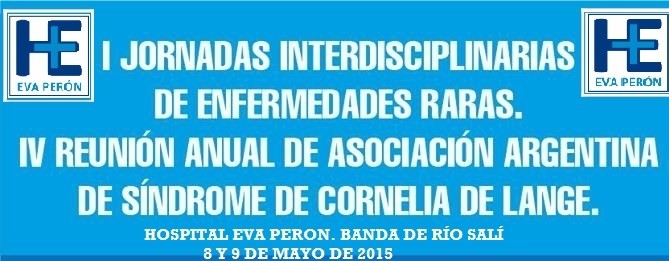 HE
EVA PERÓN
HE
EVA PERÓN
I JORNADAS INTERDISCIPLINARIAS
DE ENFERMEDADES RARAS.
IV REUNIÓN ANUAL DE ASOCIACIÓN ARGENTINA
DE SÍNDROME DE CORNELIA DE LANGE.
HOSPITAL EVA PERON. BANDA DE RÍO SALÍ
8 Y 9 DE MAYO DE 2015